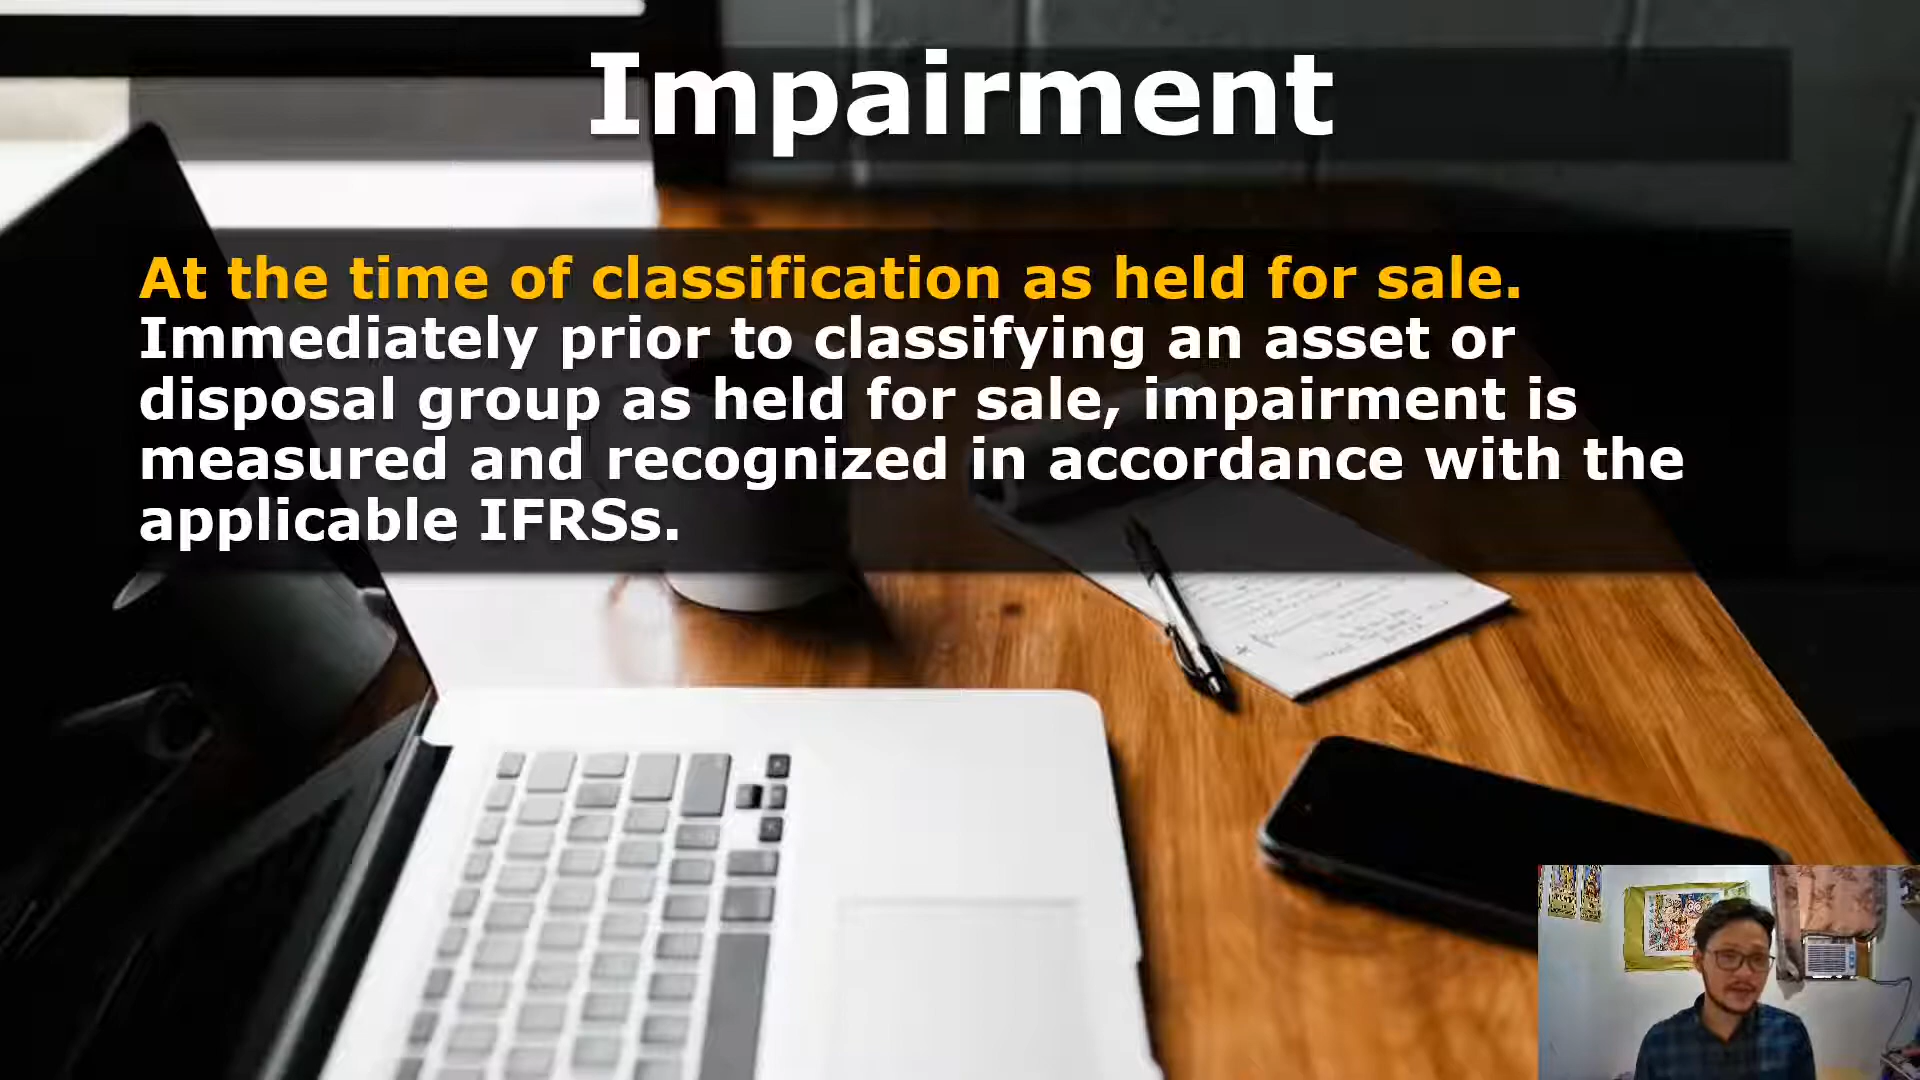 Impairment
At the time of classification as held for sale.
Immediately prior to classifying an asset or
disposal group as held for sale, impairment is
measured and recognized in accordance with the
applicable IFRSs.